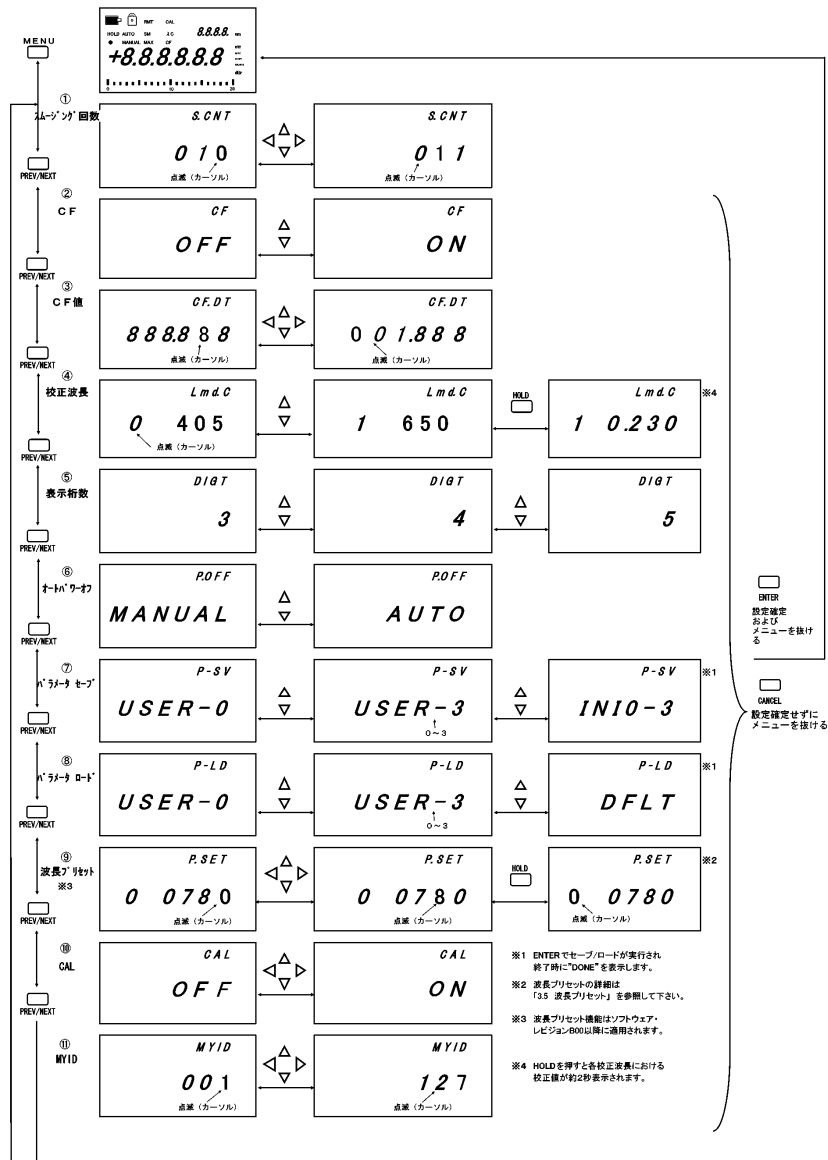 MENU
RMT CAL
HOLD AUTO SM λC 8.8.8.8. nm
MANUAL MAX CF
+8.8.8.8.8.8
0 10 20
①
ｽﾑｰｼﾞﾝｸﾞ回数
S.CNT
010
点滅（カーソル）
S.CNT
011
点滅（カーソル）
PREV/NEXT
②
ＣＦ
CF
OFF
CF
ON
PREV/NEXT
③
ＣＦ値
CF.DT
888.888
点滅（カーソル）
CF.DT
001.888
点滅（カーソル）
PREV/NEXT
④
校正波長
Lmd.C
0 405
点滅（カーソル）
Lmd.C
1 650
HOLD
Lmd.C
1 0.230
※4
PREV/NEXT
⑤
表示桁数
DIGT
3
DIGT
4
DIGT
5
PREV/NEXT
⑥
ｵｰﾄﾊﾟﾜｰｵﾌ
P.OFF
MANUAL
P.OFF
AUTO
PREV/NEXT
⑦
ﾊﾟﾗﾒｰﾀ ｾｰﾌﾞ
P-SV
USER-0
P-SV
USER-3
0～3
P-SV
INI0-3
※1
PREV/NEXT
⑧
ﾊﾟﾗﾒｰﾀ ﾛｰﾄﾞ
P-LD
USER-0
P-LD
USER-3
0～3
P-LD
DFLT
※1
PREV/NEXT
⑨
波長ﾌﾟﾘｾｯﾄ
※3
P.SET
0 0780
点滅（カーソル）
P.SET
0 0780
点滅（カーソル）
HOLD
P.SET
0 0780
点滅（カーソル）
※2
PREV/NEXT
⑩
CAL
CAL
OFF
CAL
ON
PREV/NEXT
⑪
MYID
MYID
001
点滅（カーソル）
MYID
127
点滅（カーソル）
※1 ENTERでセーブ/ロードが実行され
終了時に"DONE"を表示します。
※2 波長プリセットの詳細は
「3.5 波長プリセット」を参照して下さい。
※3 波長プリセット機能はソフトウェア・
レビジョンB00以降に適用されます。
※4 HOLDを押すと各校正波長における
校正値が約2秒表示されます。
ENTER
設定確定
および
メニューを抜け
る
CANCEL
設定確定せずに
メニューを抜ける